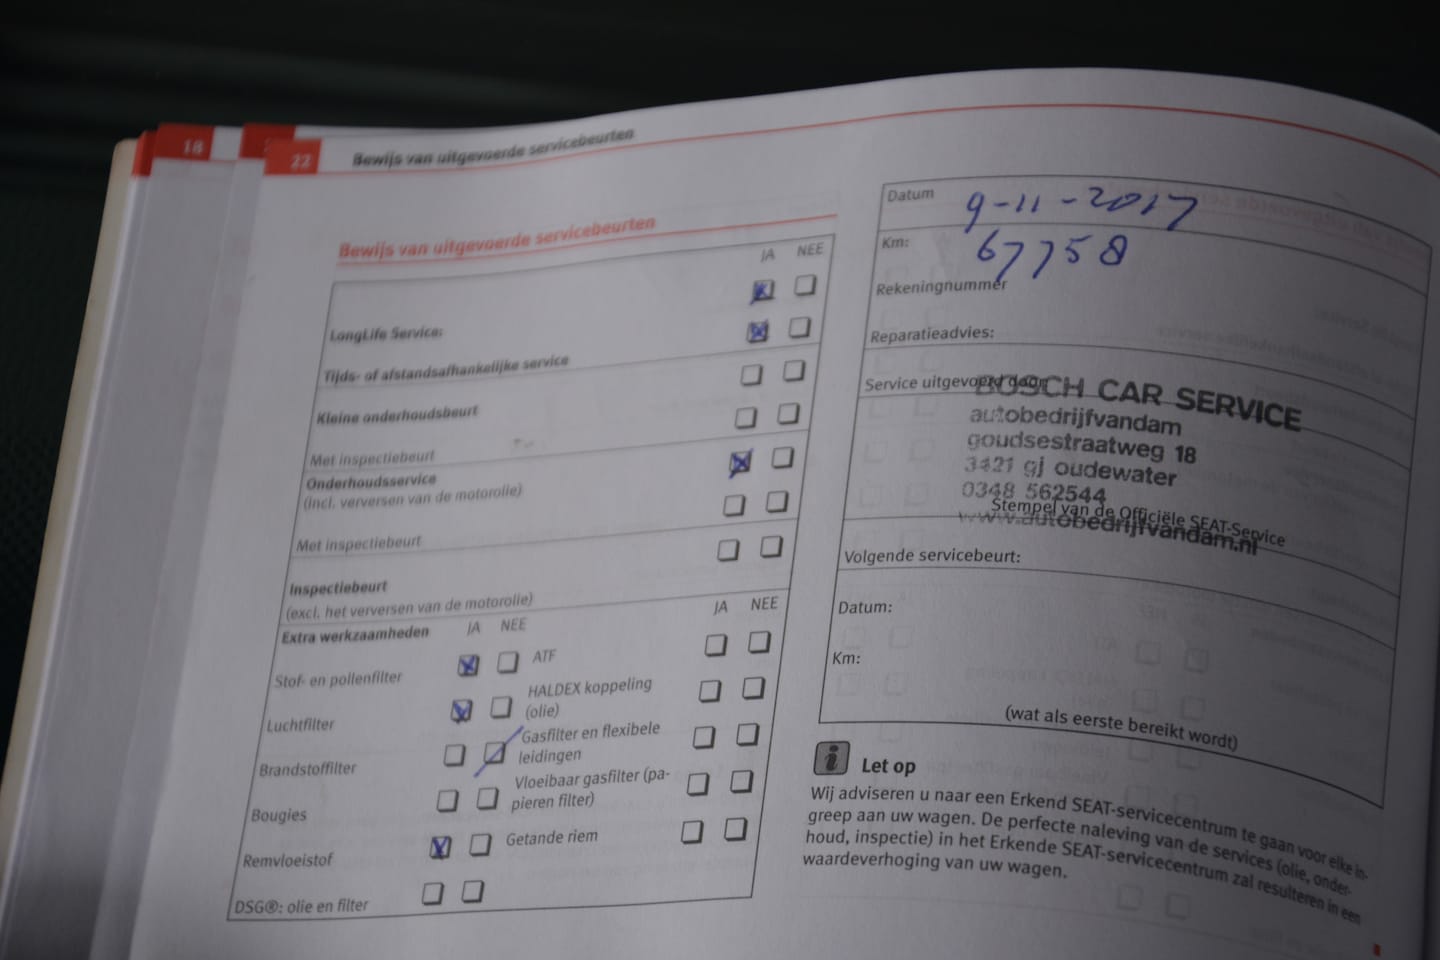 18
22
Bewijs van uitgevoerde servicebeurten
Bewijs van uitgevoerde servicebeurten
JA NEE
LongLife Service:
Tijds- of afstandsafhankelijke service
Kleine onderhoudsbeurt
Met inspectiebeurt
Onderhoudsservice
(incl. verversen van de motorolie)
Met inspectiebeurt
Inspectiebeurt
(excl. het verversen van de motorolie)
Extra werkzaamheden JA NEE JA NEE
Stof- en pollenfilter ATF
Luchtfilter HALDEX koppeling
(olie)
Brandstoffilter Gasfilter en flexibele
leidingen
Bougies Vloeibaar gasfilter (pa-
pieren filter)
Remvloeistof Getande riem
DSG®: olie en filter
Datum 9-11-2017
Km: 67758
Rekeningnummer
Reparatieadvies:
Service uitgevoerd door:
BOSCH CAR SERVICE
autobedrijfvandam
goudsestraatweg 18
3421 gj oudewater
0348 562544
www.autobedrijfvandam.nl
Stempel van de Officiële SEAT-Service
Volgende servicebeurt:
Datum:
Km:
(wat als eerste bereikt wordt)
i Let op
Wij adviseren u naar een Erkend SEAT-servicecentrum te gaan voor elke in-
greep aan uw wagen. De perfecte naleving van de services (olie, onder-
houd, inspectie) in het Erkende SEAT-servicecentrum zal resulteren in een
waardeverhoging van uw wagen.